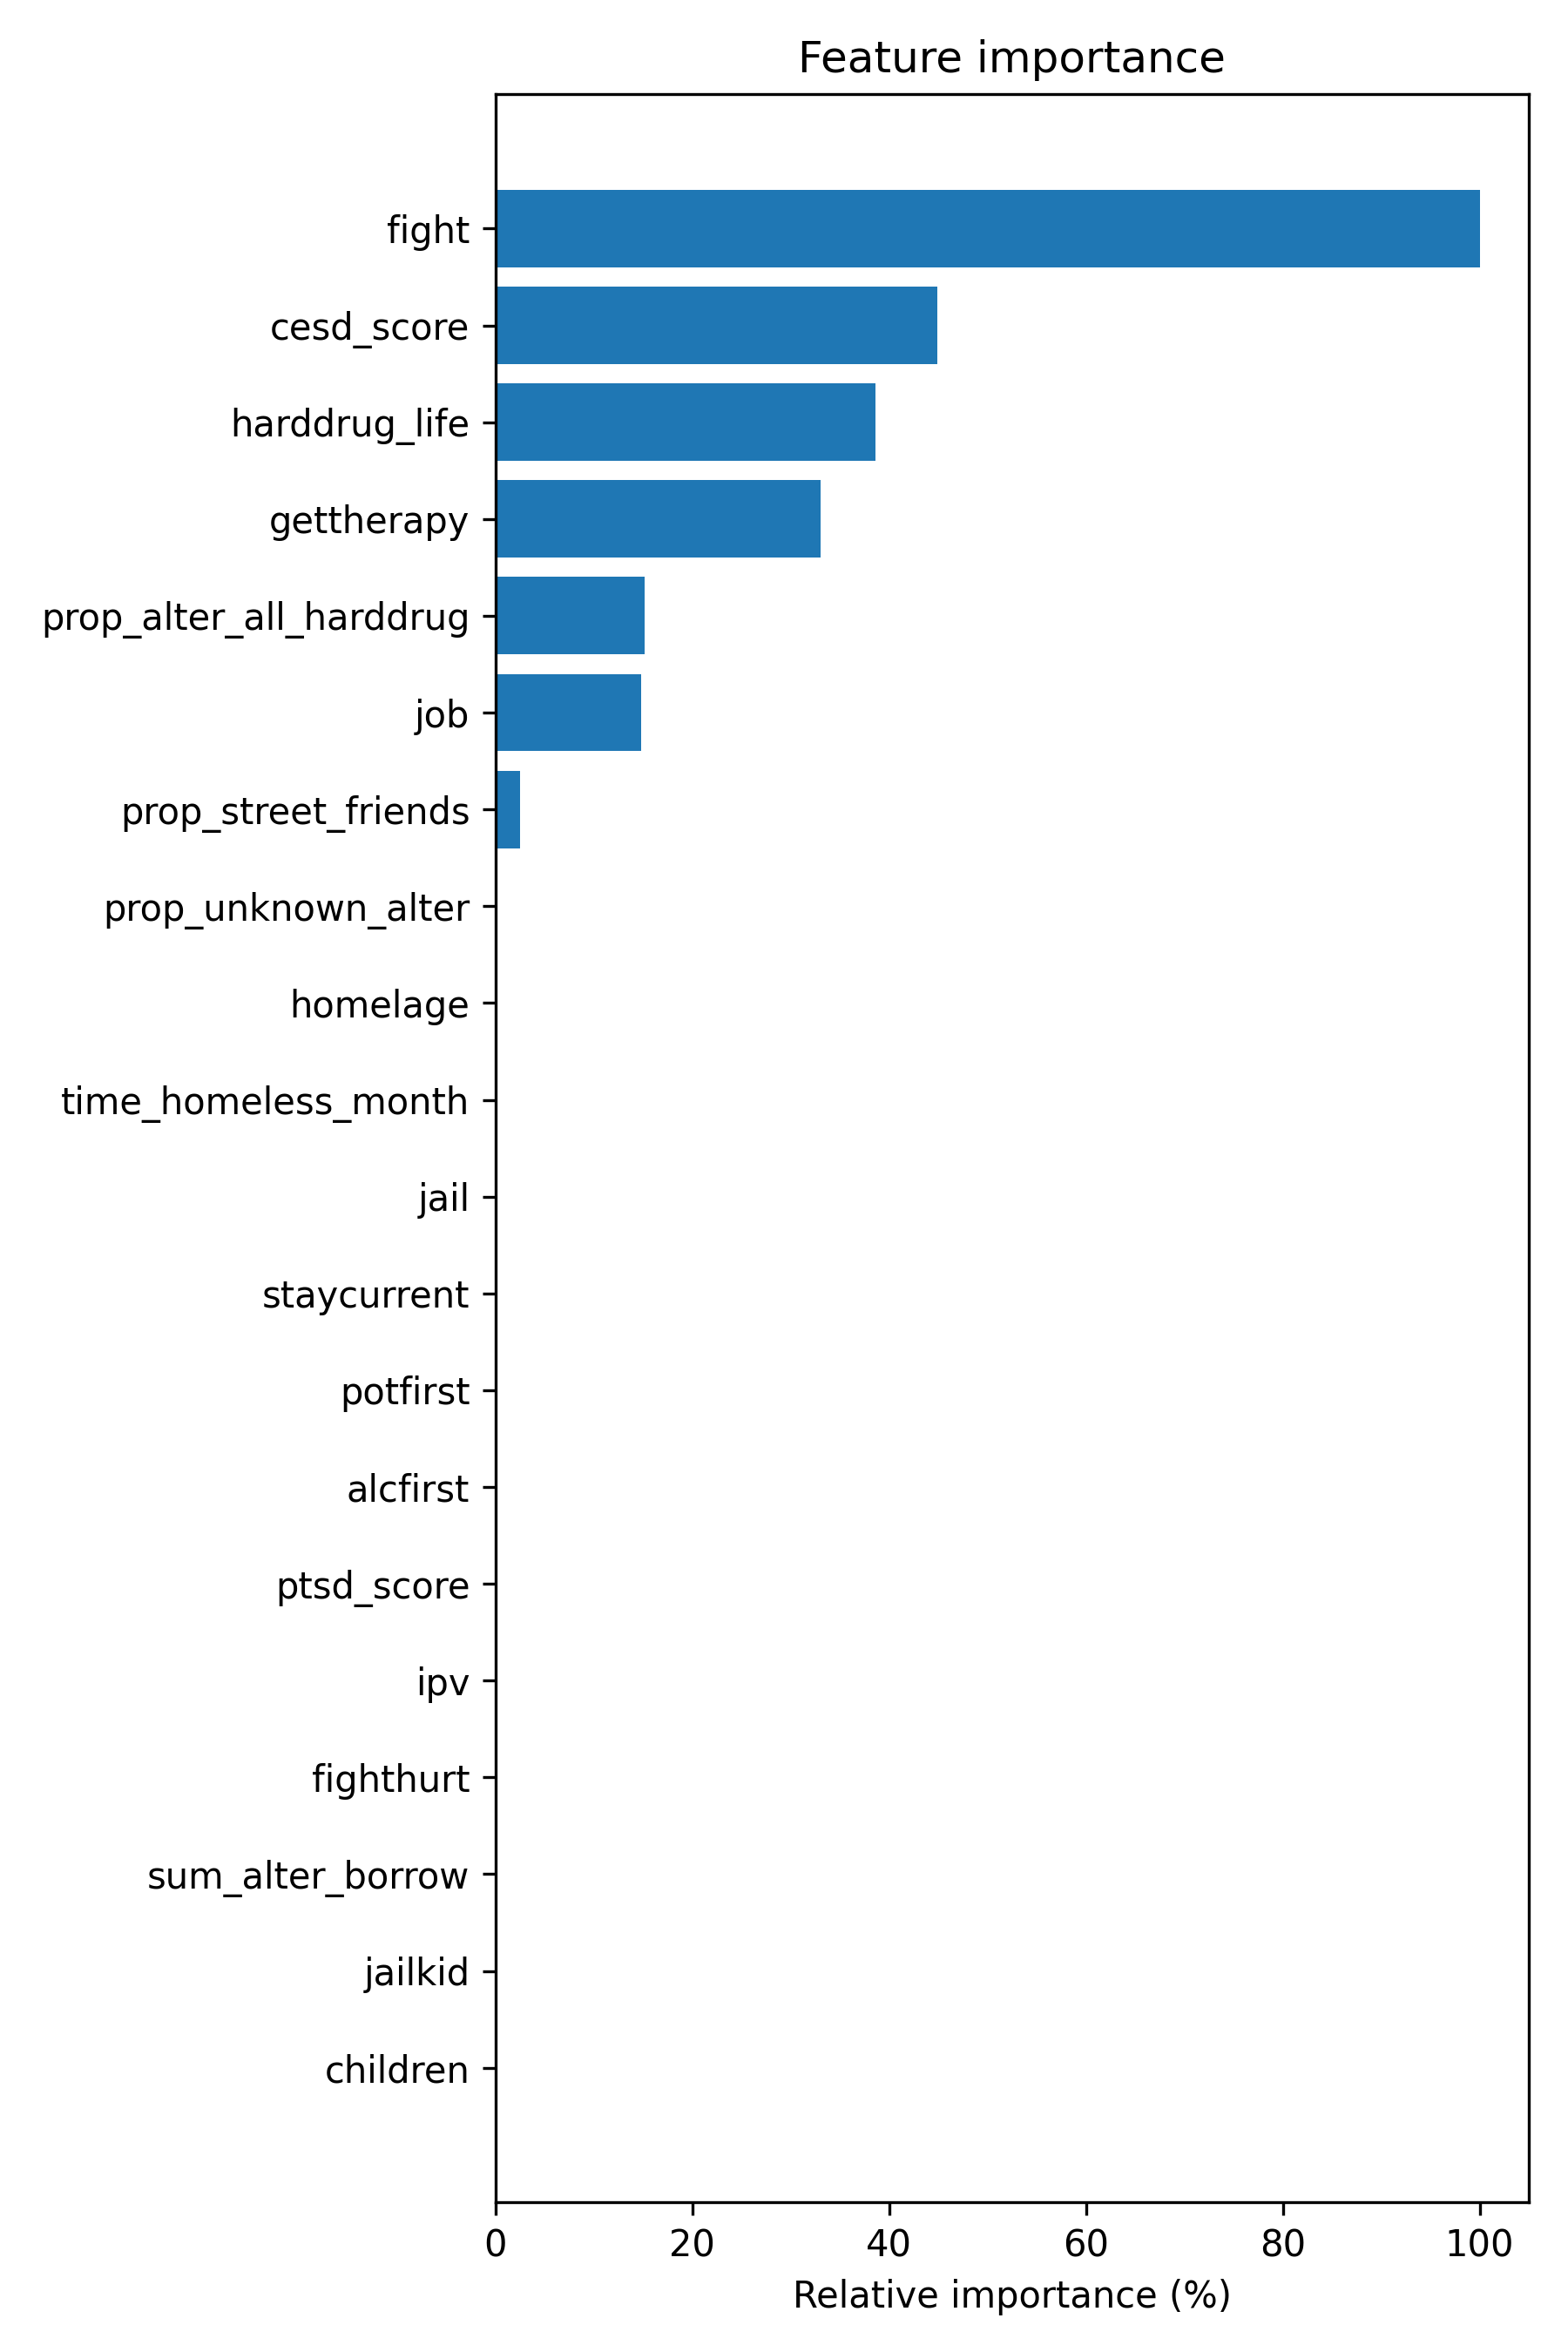 Feature importance
fight
cesd_score
harddrug_life
gettherapy
prop_alter_all_harddrug
job
prop_street_friends
prop_unknown_alter
homelage
time_homeless_month
jail
staycurrent
potfirst
alcfirst
ptsd_score
ipv
fighthurt
sum_alter_borrow
jailkid
children
0 20 40 60 80 100
Relative importance (%)